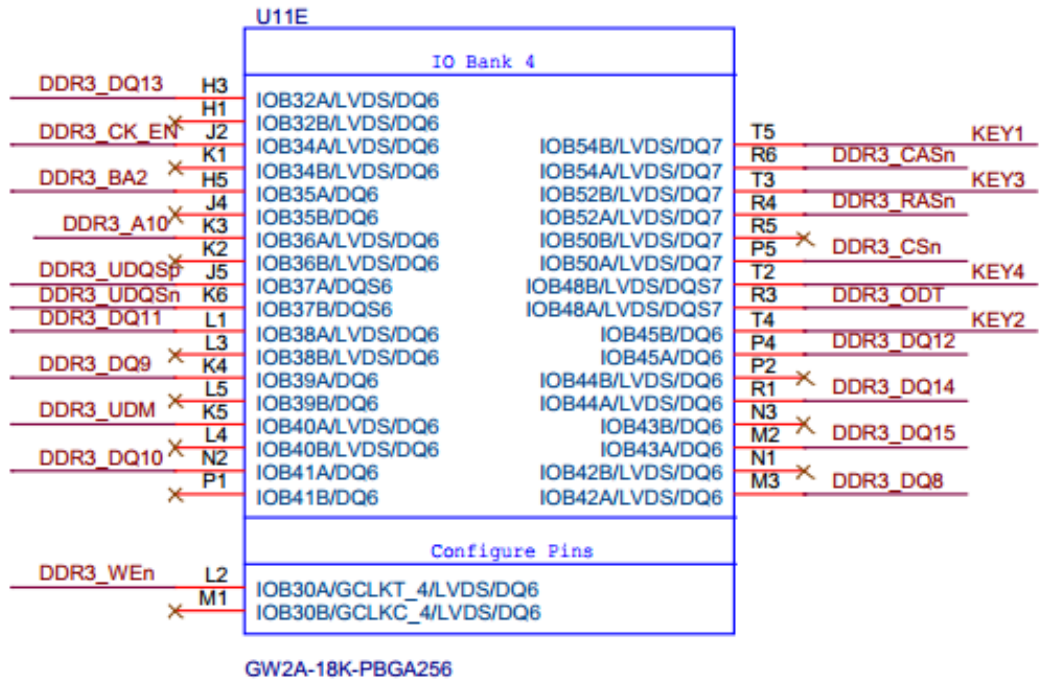 U11E
IO Bank 4
DDR3_DQ13 H3 IOB32A/LVDS/DQ6
H1 IOB32B/LVDS/DQ6
DDR3_CK_EN J2 IOB34A/LVDS/DQ6
K1 IOB34B/LVDS/DQ6
DDR3_BA2 H5 IOB35A/DQ6
J4 IOB35B/DQ6
DDR3_A10 K3 IOB36A/LVDS/DQ6
K2 IOB36B/LVDS/DQ6
DDR3_UDQSp J5 IOB37A/DQS6
DDR3_UDQSn K6 IOB37B/DQS6
DDR3_DQ11 L1 IOB38A/LVDS/DQ6
L3 IOB38B/LVDS/DQ6
DDR3_DQ9 K4 IOB39A/DQ6
L5 IOB39B/DQ6
DDR3_UDM K5 IOB40A/LVDS/DQ6
L4 IOB40B/LVDS/DQ6
DDR3_DQ10 N2 IOB41A/DQ6
P1 IOB41B/DQ6
IOB54B/LVDS/DQ7 T5 KEY1
IOB54A/LVDS/DQ7 R6 DDR3_CASn
IOB52B/LVDS/DQ7 T3 KEY3
IOB52A/LVDS/DQ7 R4 DDR3_RASn
IOB50B/LVDS/DQ7 R5
IOB50A/LVDS/DQ7 P5 DDR3_CSn
IOB48B/LVDS/DQS7 T2 KEY4
IOB48A/LVDS/DQS7 R3 DDR3_ODT
IOB45B/DQ6 T4 KEY2
IOB45A/DQ6 P4 DDR3_DQ12
IOB44B/LVDS/DQ6 P2
IOB44A/LVDS/DQ6 R1 DDR3_DQ14
IOB43B/DQ6 N3
IOB43A/DQ6 M2 DDR3_DQ15
IOB42B/LVDS/DQ6 N1
IOB42A/LVDS/DQ6 M3 DDR3_DQ8
Configure Pins
DDR3_WEn L2 IOB30A/GCLKT_4/LVDS/DQ6
M1 IOB30B/GCLKC_4/LVDS/DQ6
GW2A-18K-PBGA256